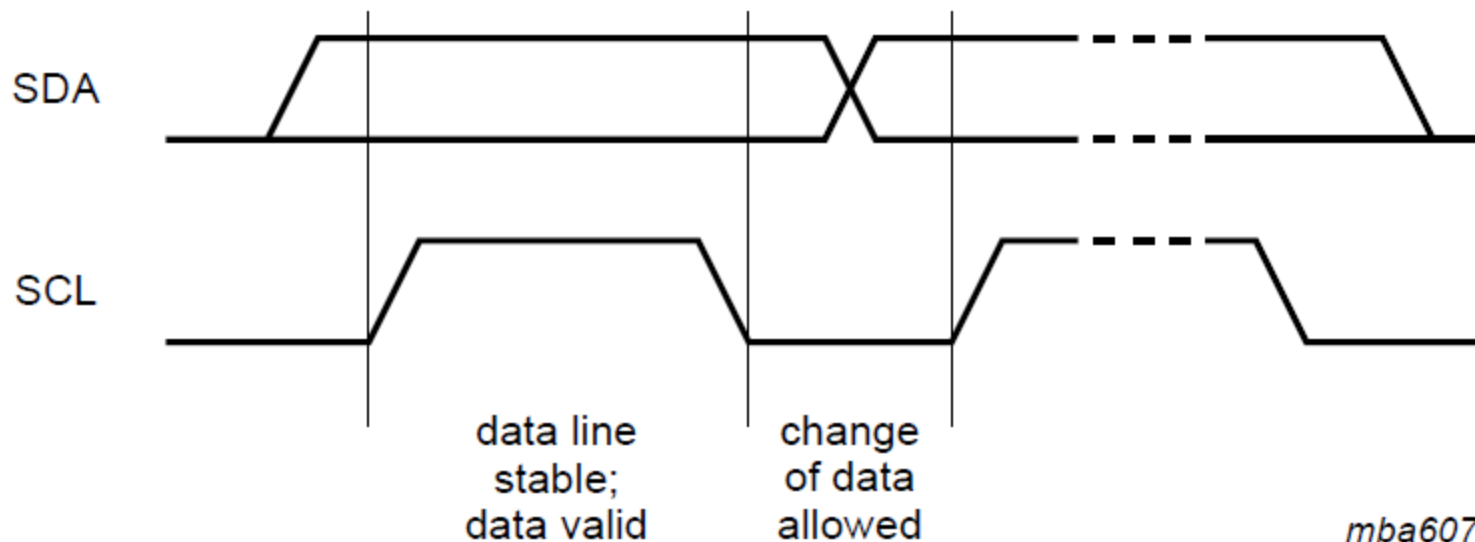 SDA
SCL
data line
stable;
data valid
change
of data
allowed
mba607